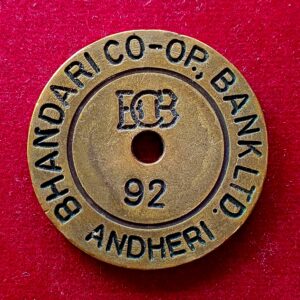 BHANDARI CO-OP., BANK LTD.
BCB
92
ANDHERI